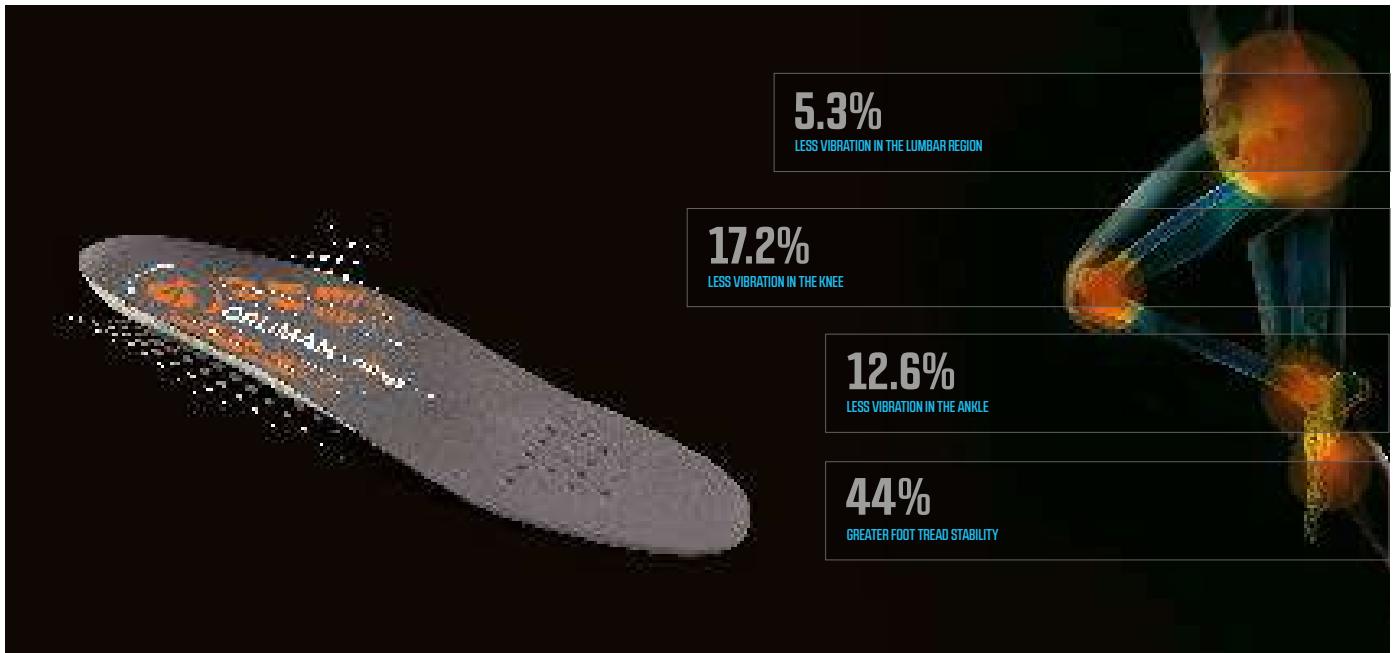 5.3%
LESS VIBRATION IN THE LUMBAR REGION
17.2%
LESS VIBRATION IN THE KNEE
12.6%
LESS VIBRATION IN THE ANKLE
44%
GREATER FOOT TREAD STABILITY
ORLIMAN